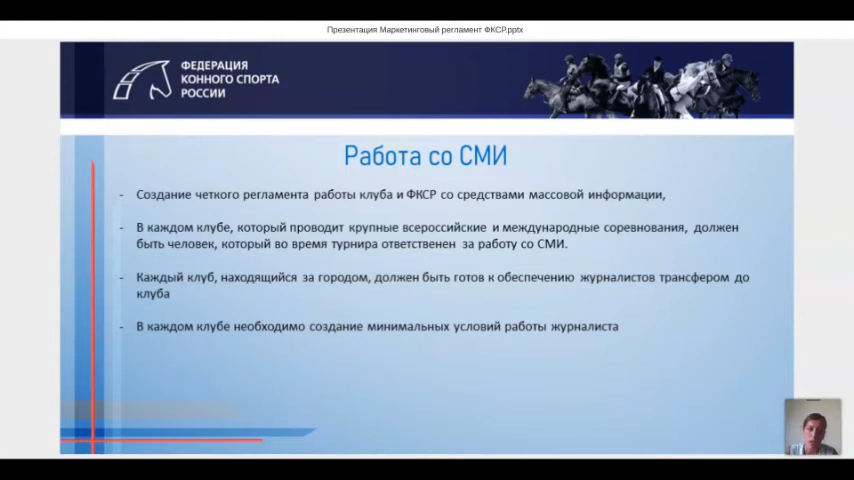 Презентация Маркетинговый регламент ФКСР.pptx
ФЕДЕРАЦИЯ
КОННОГО СПОРТА
РОССИИ
Работа со СМИ
- Создание четкого регламента работы клуба и ФКСР со средствами массовой информации,
- В каждом клубе, который проводит крупные всероссийские и международные соревнования, должен
быть человек, который во время турнира ответственен за работу со СМИ.
- Каждый клуб, находящийся за городом, должен быть готов к обеспечению журналистов трансфером до
клуба
- В каждом клубе необходимо создание минимальных условий работы журналиста